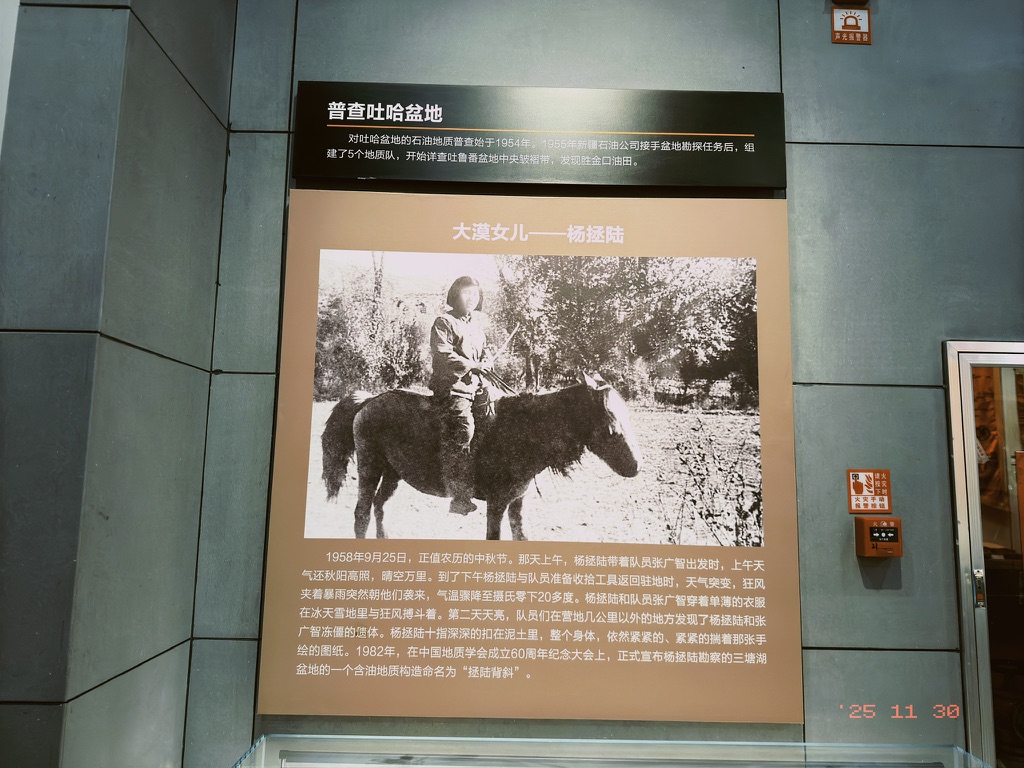 声光报警器
普查吐哈盆地
对吐哈盆地的石油地质普查始于1954年，1955年新疆石油公司接手盆地勘探任务后，组
建了5个地质队，开始详查吐鲁番盆地中央皱褶带，发现胜金口油田。
大漠女儿——杨拯陆
1958年9月25日，正值农历的中秋节。那天上午，杨拯陆带着队员张广智出发时，上午天
气还秋阳高照，晴空万里。到了下午杨拯陆与队员准备收拾工具返回驻地时，天气突变，狂风
夹着暴雨突然朝他们袭来，气温骤降至摄氏零下20多度。杨拯陆和队员张广智穿着单薄的衣服
在冰天雪地里与狂风搏斗着。第二天天亮，队员们在营地几公里以外的地方发现了杨拯陆和张
广智冻僵的遗体。杨拯陆十指深深的扣在泥土里，整个身体，依然紧紧的、紧紧的揣着那张手
绘的图纸。1982年，在中国地质学会成立60周年纪念大会上，正式宣布杨拯陆勘察的三塘湖
盆地的一个含油地质构造命名为“拯陆背斜”。
火灾手动
报警按钮
'25 11 30